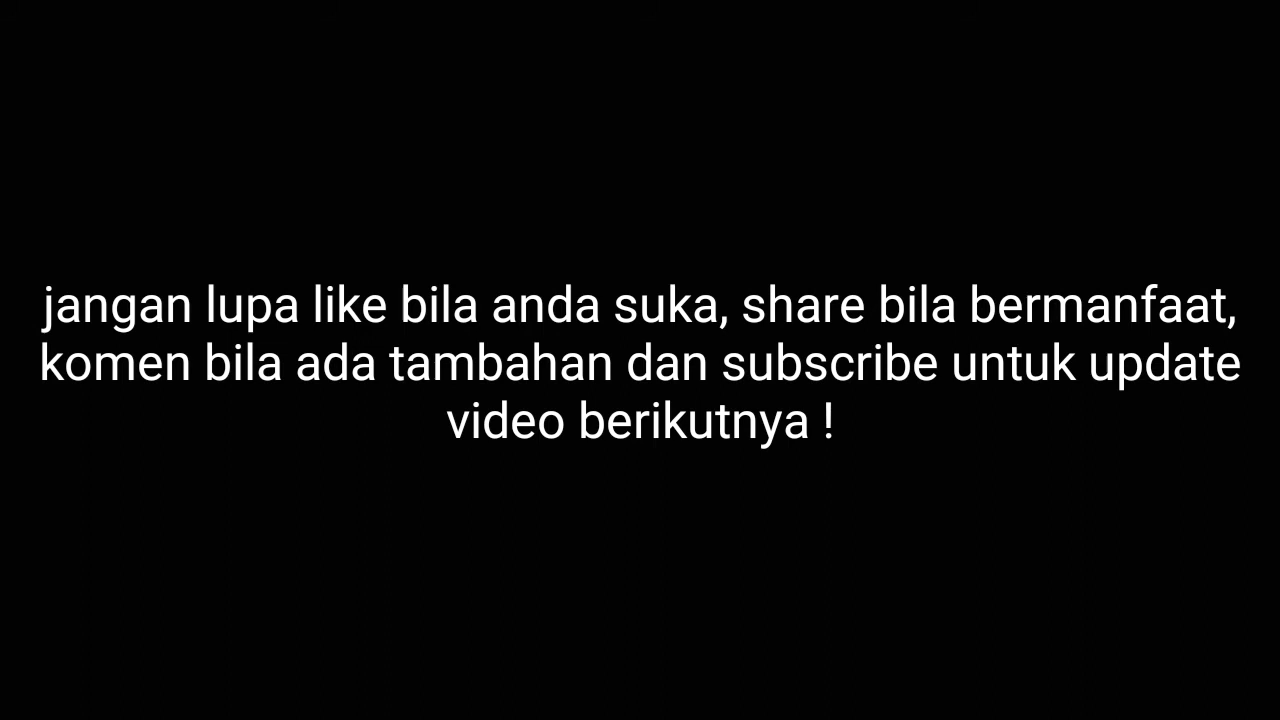 jangan lupa like bila anda suka, share bila bermanfaat,
komen bila ada tambahan dan subscribe untuk update
video berikutnya !